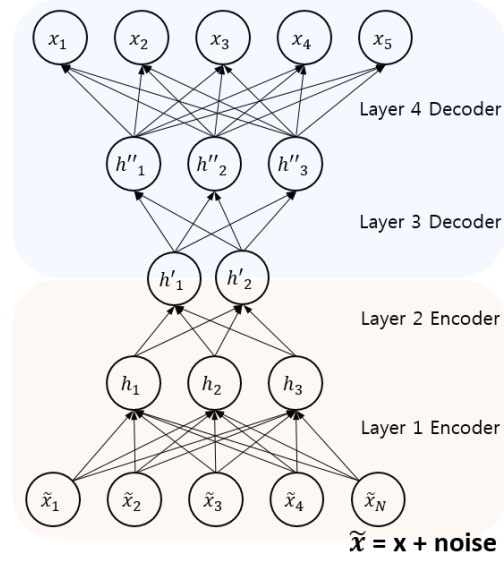 x₁ x₂ x₃ x₄ x₅
Layer 4 Decoder
h″₁ h″₂ h″₃
Layer 3 Decoder
h′₁ h′₂
Layer 2 Encoder
h₁ h₂ h₃
Layer 1 Encoder
x̃₁ x̃₂ x̃₃ x̃₄ x̃_N
x̃ = x + noise